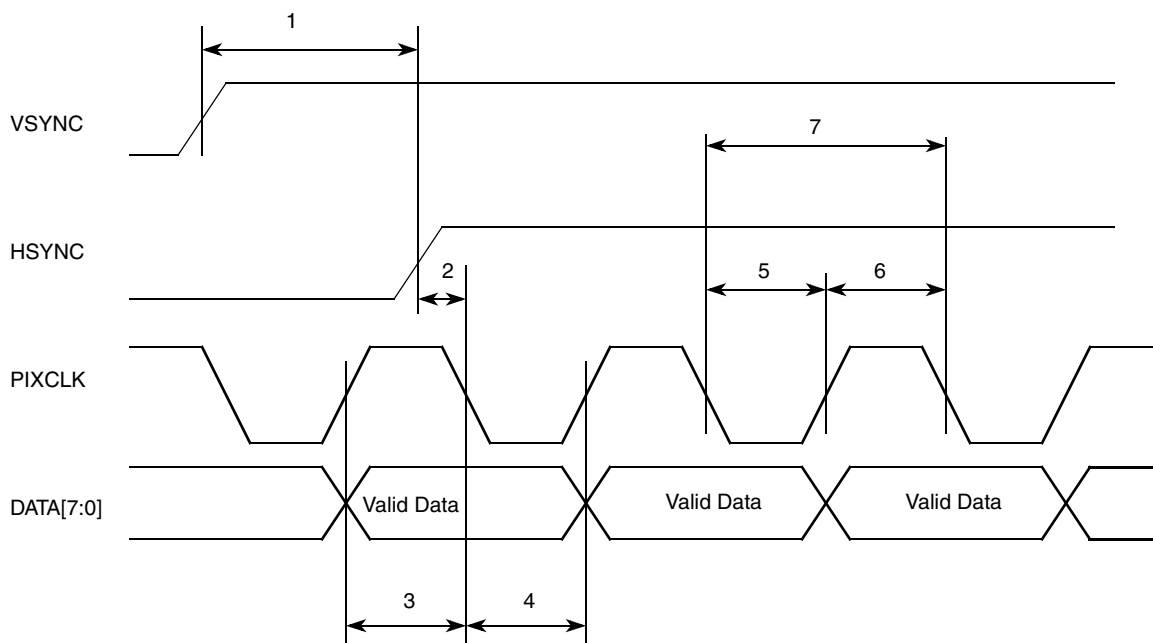 1
VSYNC
7
HSYNC
2
5
6
PIXCLK
DATA[7:0]
Valid Data
Valid Data
Valid Data
3
4